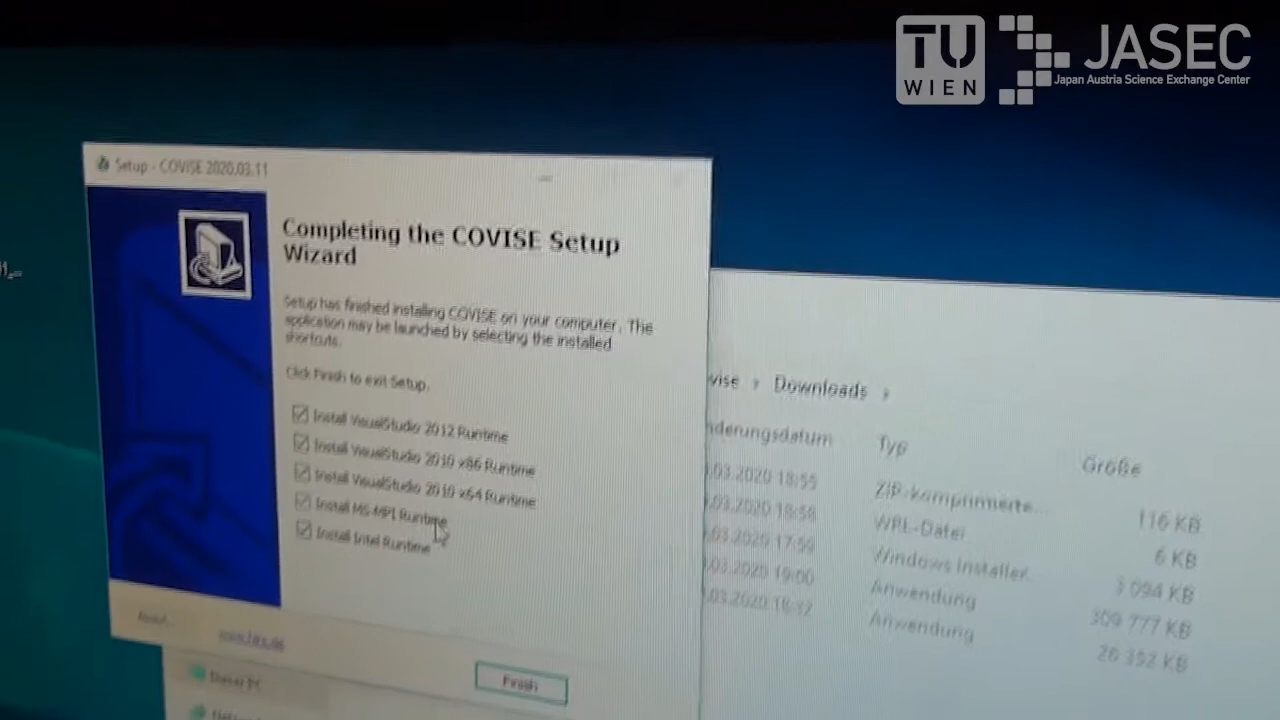 TU
WIEN
JASEC
Japan Austria Science Exchange Center
Setup - COVISE 2020.03.11
Completing the COVISE Setup
Wizard
Setup has finished installing COVISE on your computer. The
application may be launched by selecting the installed
shortcuts.
Click Finish to exit Setup.
Install VisualStudio 2012 Runtime
Install VisualStudio 2010 x86 Runtime
Install VisualStudio 2010 x64 Runtime
Install MS-MPI Runtime
Install Intel Runtime
Finish
Dieser PC
vise › Downloads ›
nderungsdatum Typ Größe
.03.2020 18:55 ZIP-komprimierte... 116 KB
.03.2020 18:58 WRL-Datei 6 KB
.03.2020 17:59 Windows Installer... 3 094 KB
.03.2020 19:00 Anwendung 309 777 KB
.03.2020 18:32 Anwendung 26 352 KB